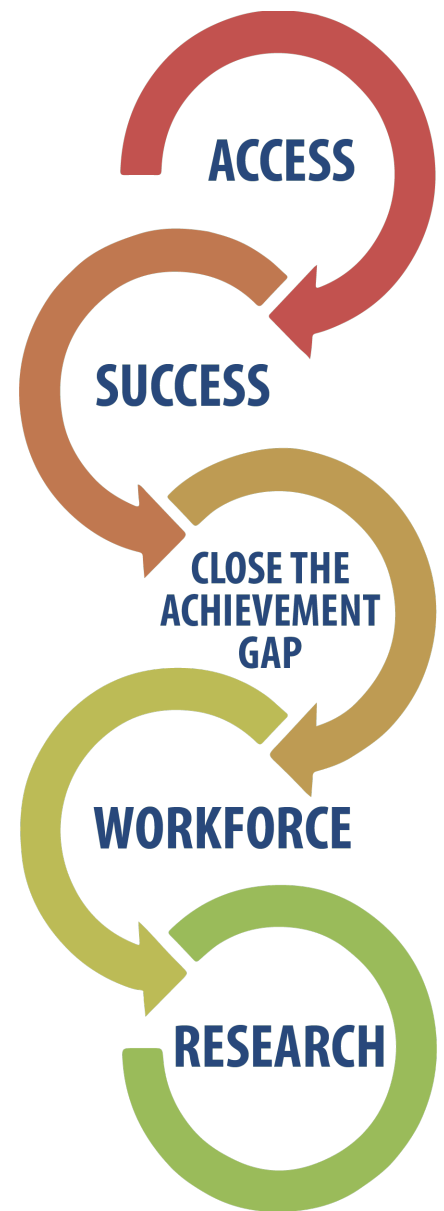 ACCESS
SUCCESS
CLOSE THE
ACHIEVEMENT
GAP
WORKFORCE
RESEARCH